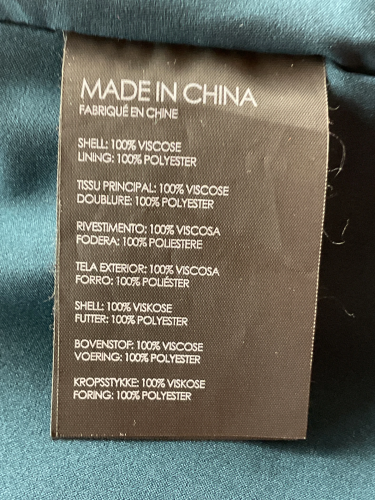 MADE IN CHINA
FABRIQUÉ EN CHINE
SHELL: 100% VISCOSE
LINING: 100% POLYESTER
TISSU PRINCIPAL: 100% VISCOSE
DOUBLURE: 100% POLYESTER
RIVESTIMENTO: 100% VISCOSA
FODERA: 100% POLIESTERE
TELA EXTERIOR: 100% VISCOSA
FORRO: 100% POLIÉSTER
SHELL: 100% VISKOSE
FUTTER: 100% POLYESTER
BOVENSTOF: 100% VISCOSE
VOERING: 100% POLYESTER
KROPSSTYKKE: 100% VISKOSE
FORING: 100% POLYESTER